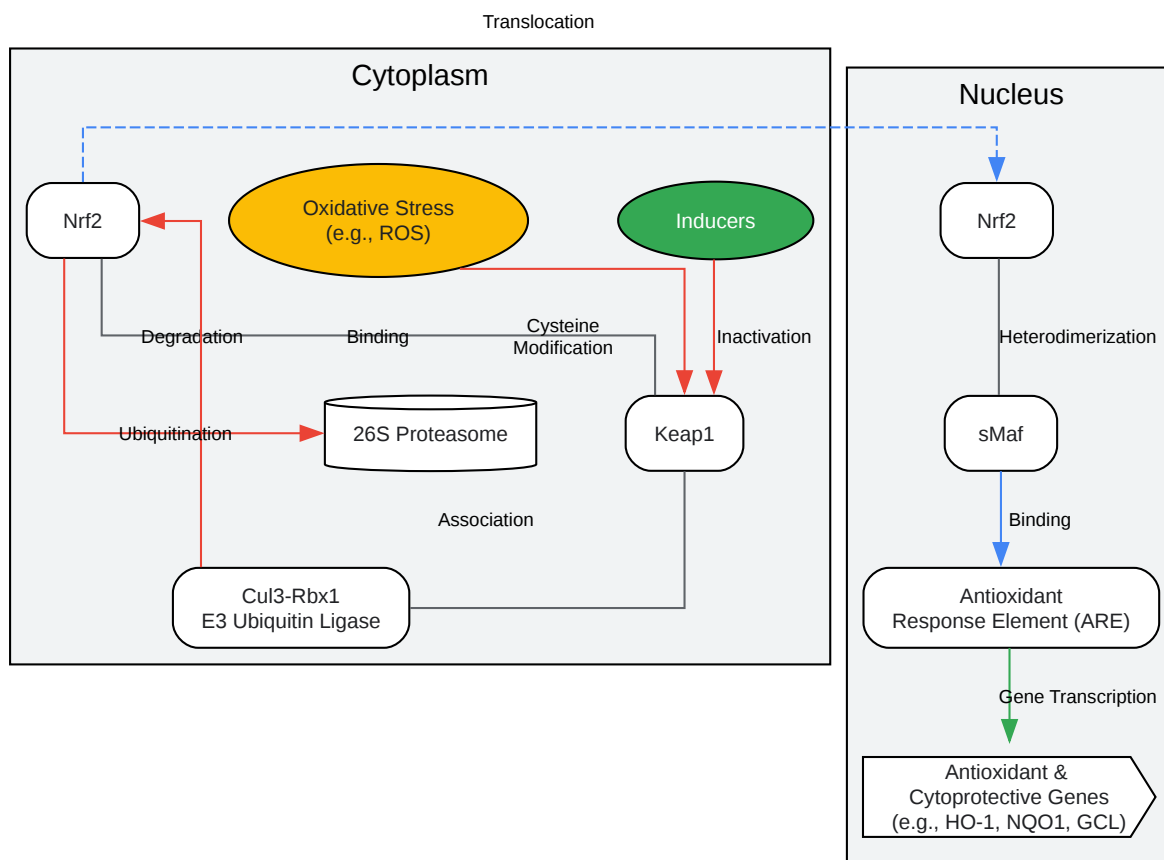 Translocation
Cytoplasm
Nucleus
Nrf2
Oxidative Stress
(e.g., ROS)
Inducers
Nrf2
Degradation
Binding
Cysteine
Modification
Inactivation
Heterodimerization
Ubiquitination
26S Proteasome
Keap1
sMaf
Association
Binding
Cul3-Rbx1
E3 Ubiquitin Ligase
Antioxidant
Response Element (ARE)
Gene Transcription
Antioxidant &
Cytoprotective Genes
(e.g., HO-1, NQO1, GCL)